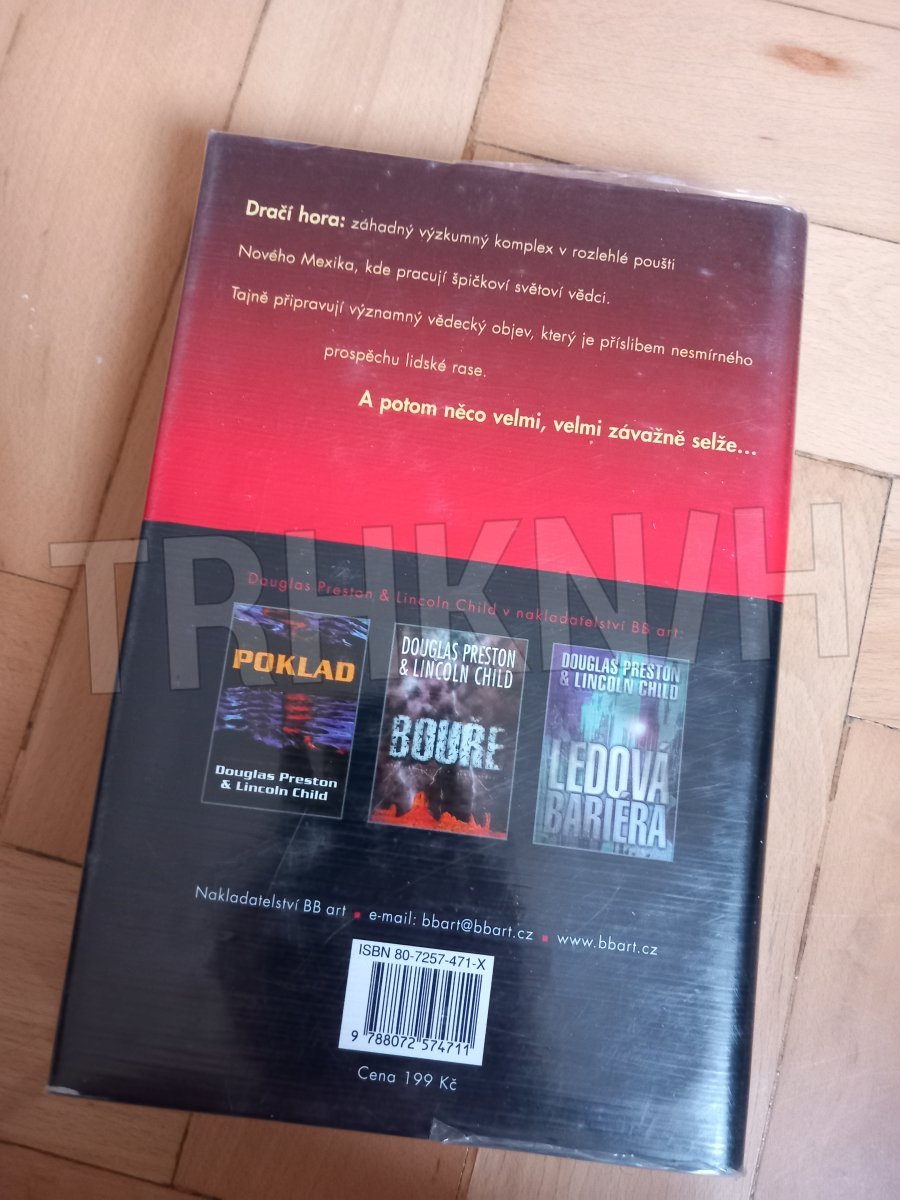 Dračí hora: záhadný výzkumný komplex v rozlehlé poušti
Nového Mexika, kde pracují špičkoví světoví vědci.
Tajně připravují významný vědecký objev, který je příslibem nesmírného
prospěchu lidské rase.
A potom něco velmi, velmi závažně selže...
TRHKNIH
Douglas Preston & Lincoln Child v nakladatelství BB art:
POKLAD
Douglas Preston
& Lincoln Child
DOUGLAS PRESTON
& LINCOLN CHILD
BOUŘE
DOUGLAS PRESTON
& LINCOLN CHILD
LEDOVÁ
BARIÉRA
Nakladatelství BB art ▪ e-mail: bbart@bbart.cz ▪ www.bbart.cz
ISBN 80-7257-471-X
9 788072 574711
Cena 199 Kč